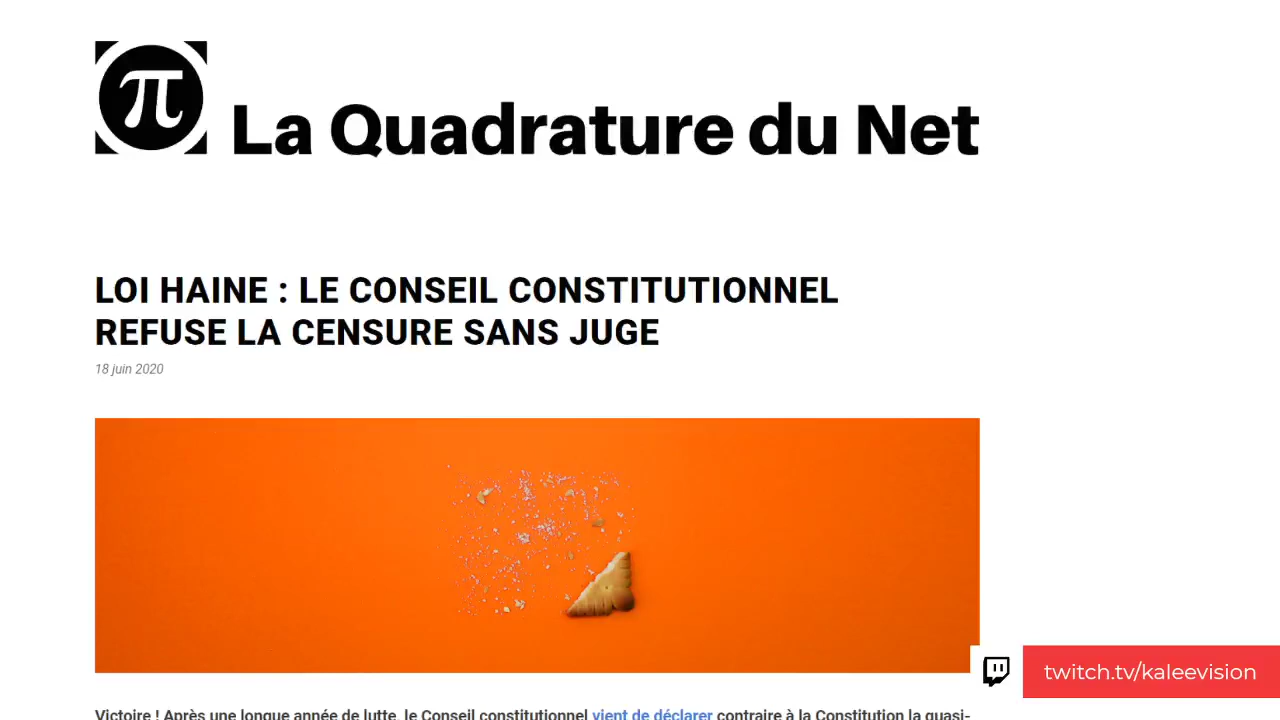 π
La Quadrature du Net
LOI HAINE : LE CONSEIL CONSTITUTIONNEL
REFUSE LA CENSURE SANS JUGE
18 juin 2020
twitch.tv/kaleevision
Victoire ! Après une longue année de lutte, le Conseil constitutionnel vient de déclarer contraire à la Constitution la quasi-